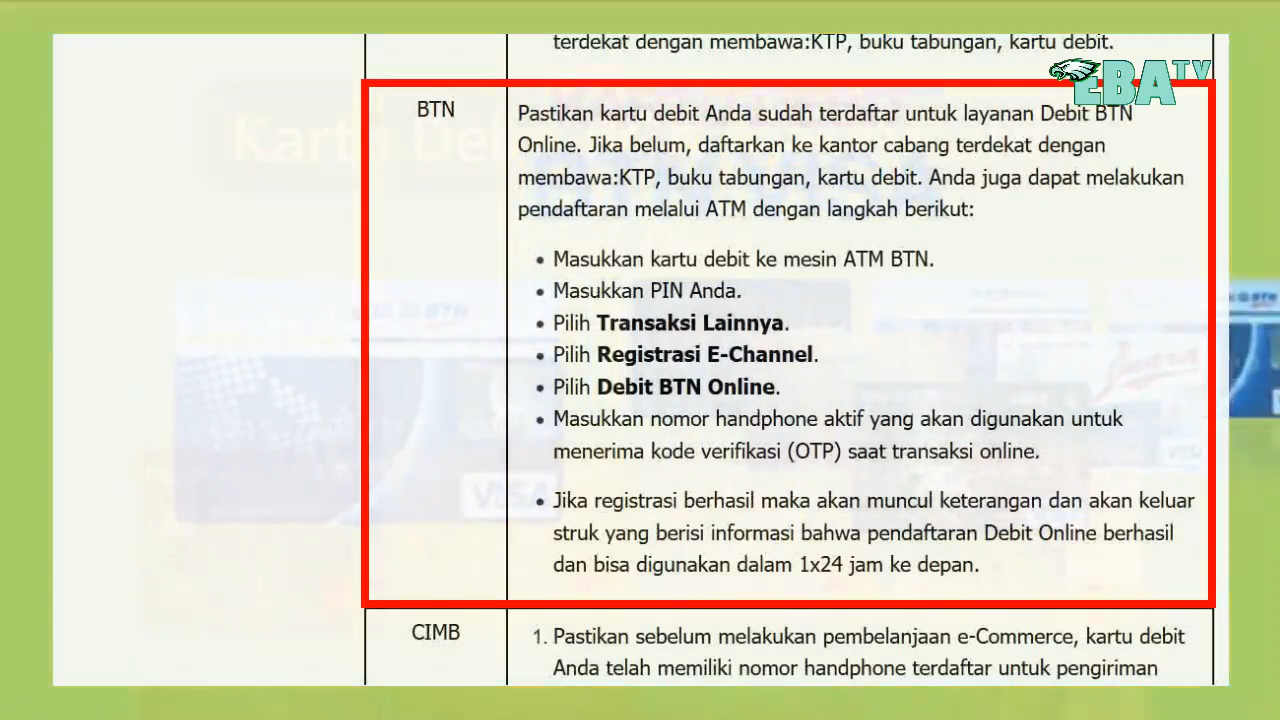 terdekat dengan membawa:KTP, buku tabungan, kartu debit.
EBATV
BTN
Pastikan kartu debit Anda sudah terdaftar untuk layanan Debit BTN
Online. Jika belum, daftarkan ke kantor cabang terdekat dengan
membawa:KTP, buku tabungan, kartu debit. Anda juga dapat melakukan
pendaftaran melalui ATM dengan langkah berikut:
• Masukkan kartu debit ke mesin ATM BTN.
• Masukkan PIN Anda.
• Pilih Transaksi Lainnya.
• Pilih Registrasi E-Channel.
• Pilih Debit BTN Online.
• Masukkan nomor handphone aktif yang akan digunakan untuk
menerima kode verifikasi (OTP) saat transaksi online.
• Jika registrasi berhasil maka akan muncul keterangan dan akan keluar
struk yang berisi informasi bahwa pendaftaran Debit Online berhasil
dan bisa digunakan dalam 1x24 jam ke depan.
CIMB
1. Pastikan sebelum melakukan pembelanjaan e-Commerce, kartu debit
Anda telah memiliki nomor handphone terdaftar untuk pengiriman
Kartu De
BTN
VISA
BTN